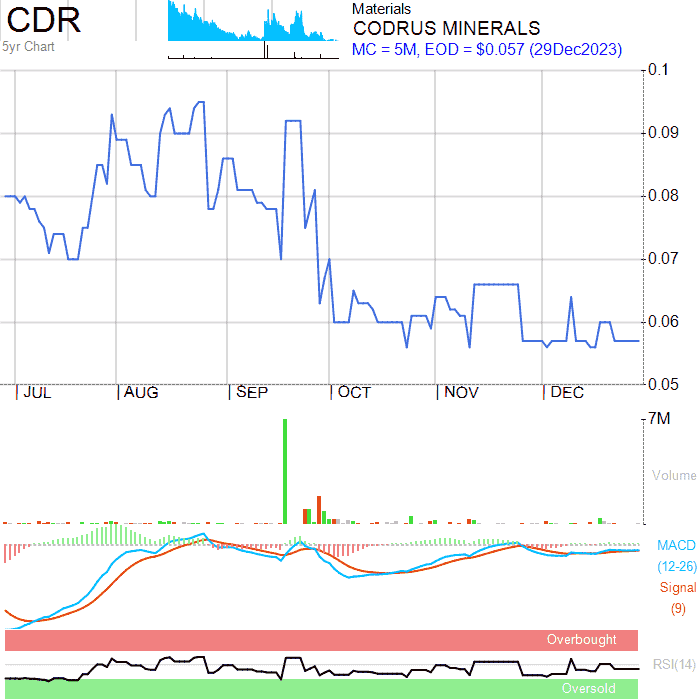 CDR
5yr Chart
Materials
CODRUS MINERALS
MC = 5M, EOD = $0.057 (29Dec2023)
0.1
0.09
0.08
0.07
0.06
0.05
JUL AUG SEP OCT NOV DEC
7M
Volume
MACD
(12-26)
Signal
(9)
Overbought
RSI(14)
Oversold